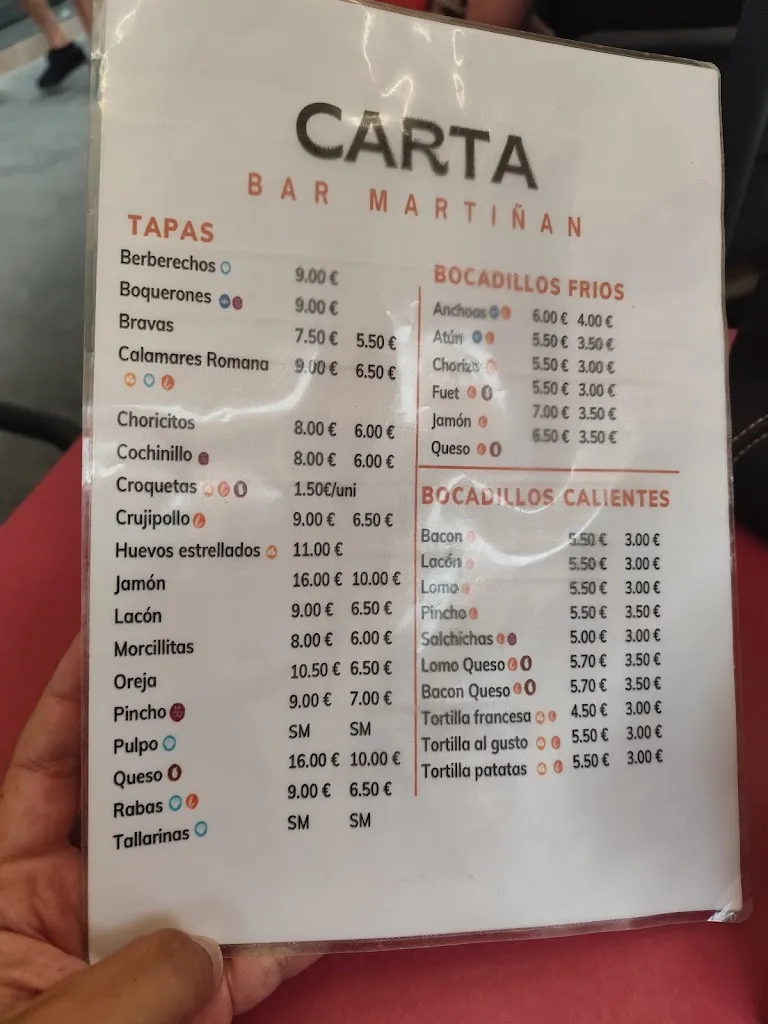 CARTA
BAR MARTIÑAN
TAPAS
Berberechos 9.00 €
Boquerones 9.00 €
Bravas 7.50 € 5.50 €
Calamares Romana 9.00 € 6.50 €
Choricitos 8.00 € 6.00 €
Cochinillo 8.00 € 6.00 €
Croquetas 1.50€/uni
Crujipollo 9.00 € 6.50 €
Huevos estrellados 11.00 €
Jamón 16.00 € 10.00 €
Lacón 9.00 € 6.50 €
Morcillitas 8.00 € 6.00 €
Oreja 10.50 € 6.50 €
Pincho 9.00 € 7.00 €
Pulpo SM SM
Queso 16.00 € 10.00 €
Rabas 9.00 € 6.50 €
Tallarinas SM SM
BOCADILLOS FRIOS
Anchoas 6.00 € 4.00 €
Atún 5.50 € 3.50 €
Chorizo 5.50 € 3.00 €
Fuet 5.50 € 3.00 €
Jamón 7.00 € 3.50 €
Queso 6.50 € 3.50 €
BOCADILLOS CALIENTES
Bacon 5.50 € 3.00 €
Lacón 5.50 € 3.00 €
Lomo 5.50 € 3.00 €
Pincho 5.50 € 3.50 €
Salchichas 5.00 € 3.00 €
Lomo Queso 5.70 € 3.50 €
Bacon Queso 5.70 € 3.50 €
Tortilla francesa 4.50 € 3.00 €
Tortilla al gusto 5.50 € 3.00 €
Tortilla patatas 5.50 € 3.00 €